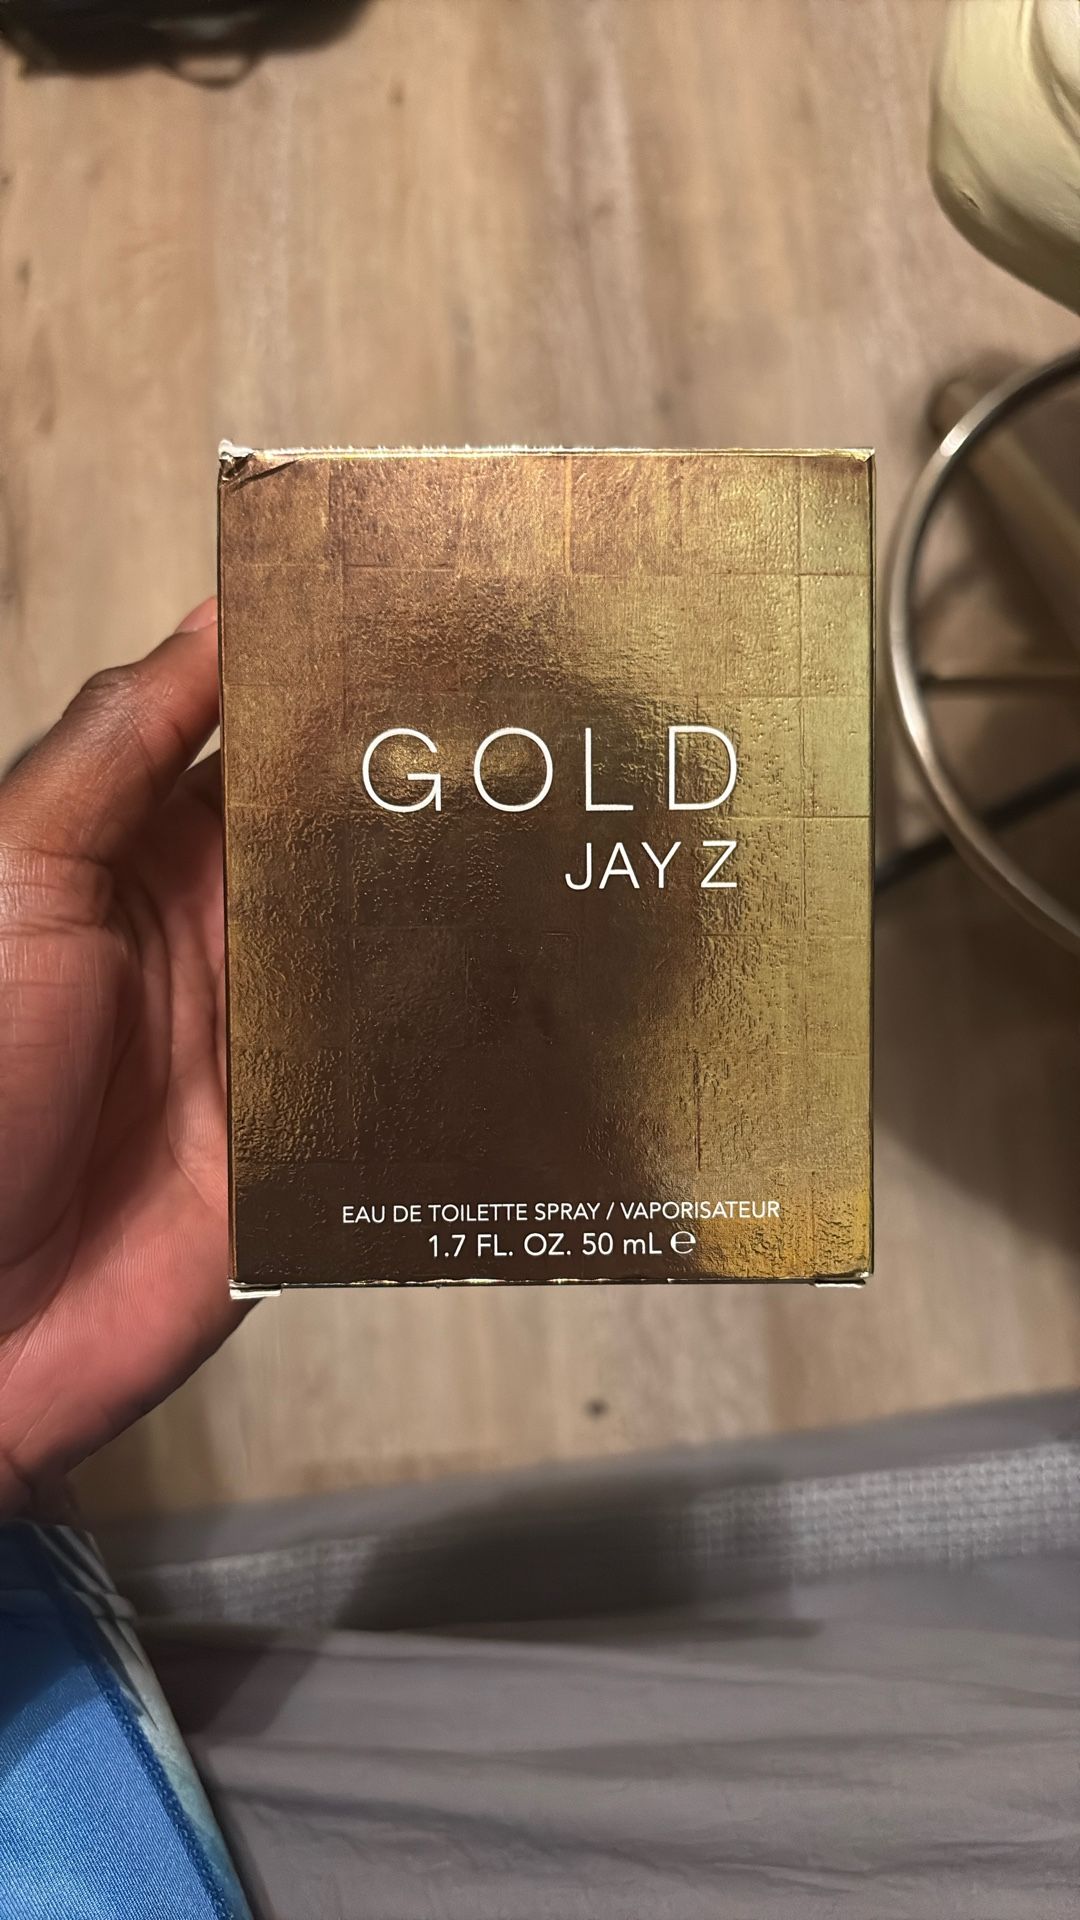 GOLD
JAY Z
EAU DE TOILETTE SPRAY / VAPORISATEUR
1.7 FL. OZ. 50 mL ℮